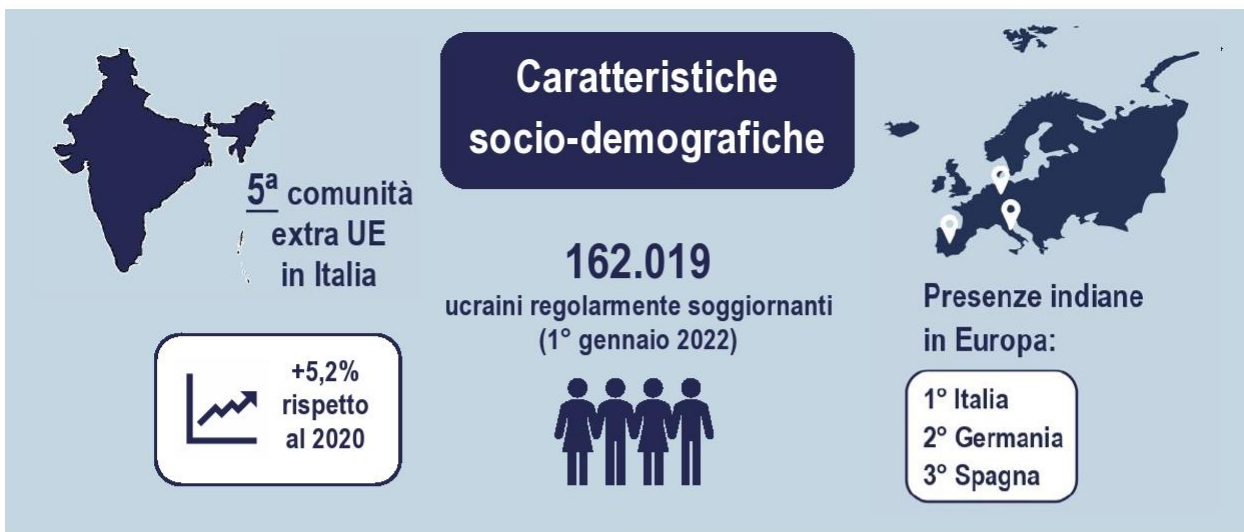 Caratteristiche
socio-demografiche
5ª comunità
extra UE
in Italia
+5,2%
rispetto
al 2020
162.019
ucraini regolarmente soggiornanti
(1° gennaio 2022)
Presenze indiane
in Europa:
1° Italia
2° Germania
3° Spagna